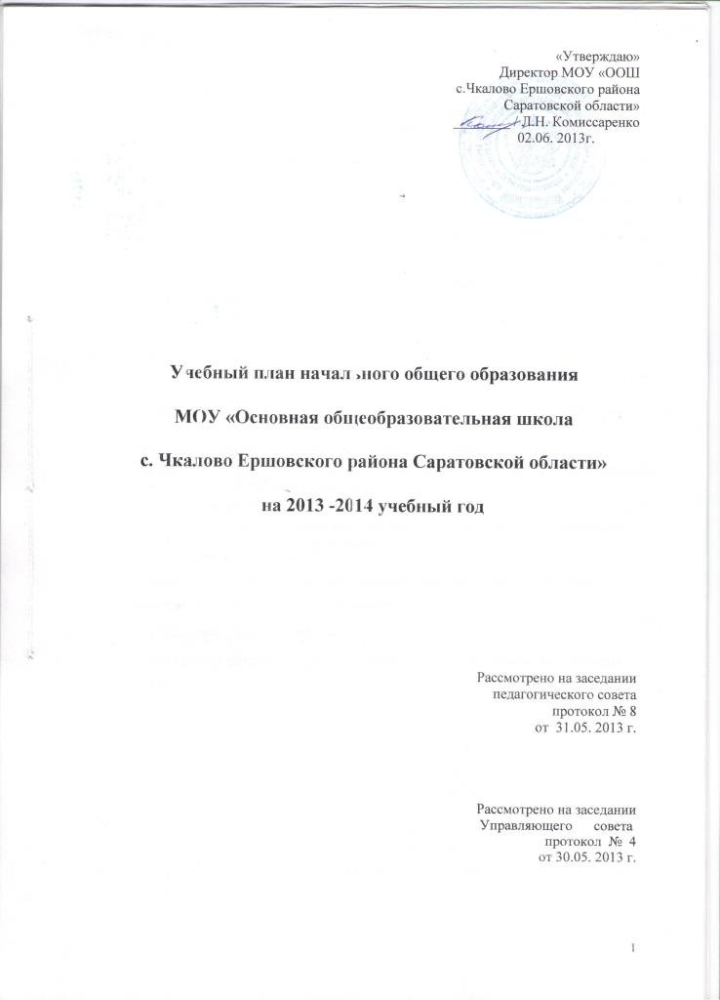 «Утверждаю»
Директор МОУ «ООШ
с.Чкалово Ершовского района
Саратовской области»
Л.Н. Комиссаренко
02.06. 2013г.
Учебный план начального общего образования
МОУ «Основная общеобразовательная школа
с. Чкалово Ершовского района Саратовской области»
на 2013 -2014 учебный год
Рассмотрено на заседании
педагогического совета
протокол № 8
от 31.05. 2013 г.
Рассмотрено на заседании
Управляющего совета
протокол № 4
от 30.05. 2013 г.
1